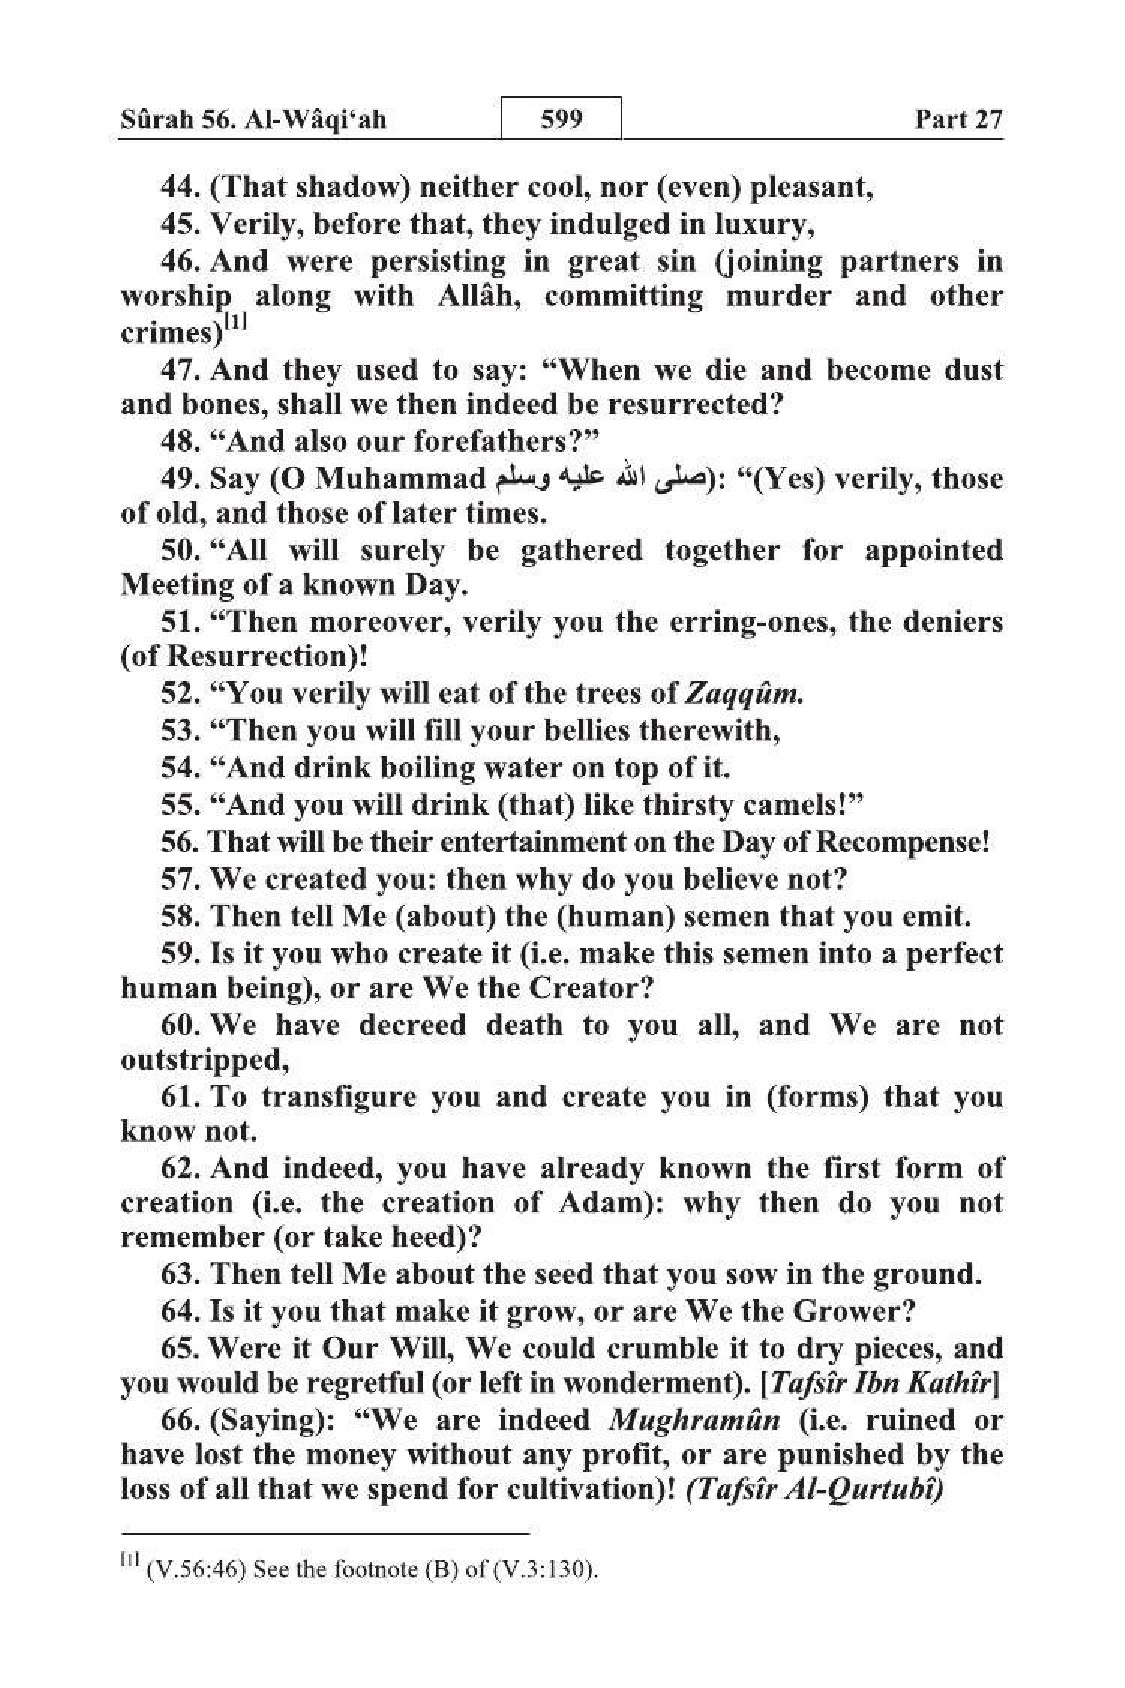 Sûrah 56. Al-Wâqi‘ah 599 Part 27
44. (That shadow) neither cool, nor (even) pleasant,
45. Verily, before that, they indulged in luxury,
46. And were persisting in great sin (joining partners in
worship along with Allâh, committing murder and other
crimes)[1]
47. And they used to say: “When we die and become dust
and bones, shall we then indeed be resurrected?
48. “And also our forefathers?”
49. Say (O Muhammad صلى الله عليه وسلم): “(Yes) verily, those
of old, and those of later times.
50. “All will surely be gathered together for appointed
Meeting of a known Day.
51. “Then moreover, verily you the erring-ones, the deniers
(of Resurrection)!
52. “You verily will eat of the trees of Zaqqûm.
53. “Then you will fill your bellies therewith,
54. “And drink boiling water on top of it.
55. “And you will drink (that) like thirsty camels!”
56. That will be their entertainment on the Day of Recompense!
57. We created you: then why do you believe not?
58. Then tell Me (about) the (human) semen that you emit.
59. Is it you who create it (i.e. make this semen into a perfect
human being), or are We the Creator?
60. We have decreed death to you all, and We are not
outstripped,
61. To transfigure you and create you in (forms) that you
know not.
62. And indeed, you have already known the first form of
creation (i.e. the creation of Adam): why then do you not
remember (or take heed)?
63. Then tell Me about the seed that you sow in the ground.
64. Is it you that make it grow, or are We the Grower?
65. Were it Our Will, We could crumble it to dry pieces, and
you would be regretful (or left in wonderment). [Tafsîr Ibn Kathîr]
66. (Saying): “We are indeed Mughramûn (i.e. ruined or
have lost the money without any profit, or are punished by the
loss of all that we spend for cultivation)! (Tafsîr Al-Qurtubî)
[1] (V.56:46) See the footnote (B) of (V.3:130).